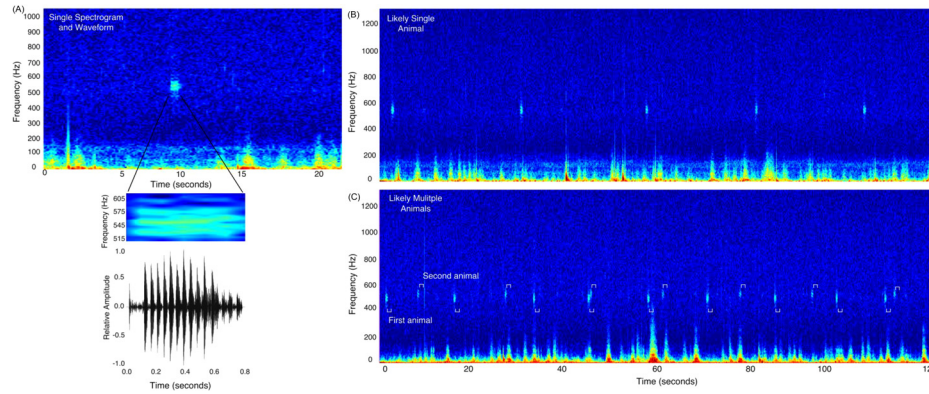 (A)
Single Spectrogram
and Waveform
1000
900
800
700
600
500
400
300
200
100
0
Frequency (Hz)
0
5
10
15
20
Time (seconds)
605
575
545
515
Frequency (Hz)
1.0
0.5
0.0
-0.5
-1.0
Relative Amplitude
0.0
0.2
0.4
0.6
0.8
Time (seconds)
(B)
Likely Single
Animal
1200
1000
800
600
400
200
0
Frequency (Hz)
(C)
Likely Mulitple
Animals
1200
1000
800
600
400
200
0
Frequency (Hz)
Second animal
First animal
0
20
40
60
80
100
120
Time (seconds)